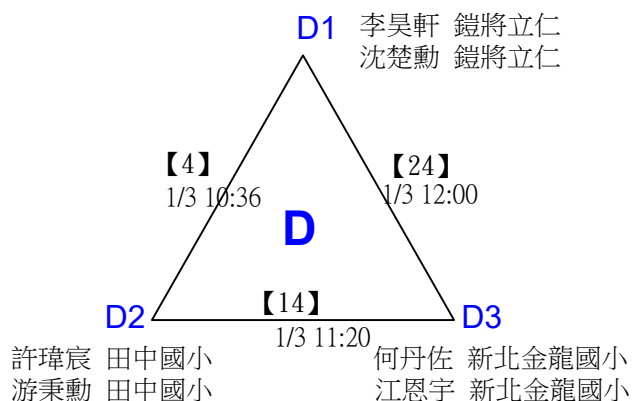 D1 李昊軒 鎧將立仁
沈楚勳 鎧將立仁
【4】
1/3 10:36
【24】
1/3 12:00
D
【14】
1/3 11:20
D2
D3
許瑋宸 田中國小
游秉勳 田中國小
何丹佐 新北金龍國小
江恩宇 新北金龍國小